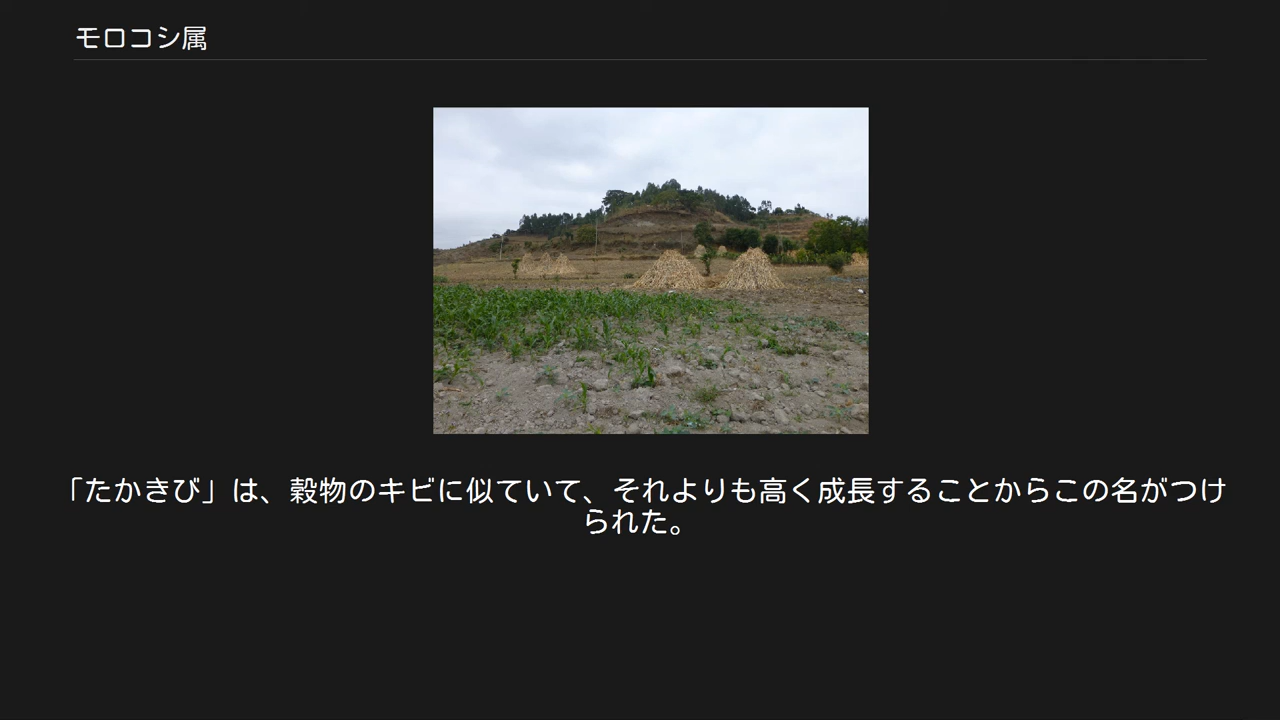 モロコシ属
「たかきび」は、穀物のキビに似ていて、それよりも高く成長することからこの名がつけ
られた。